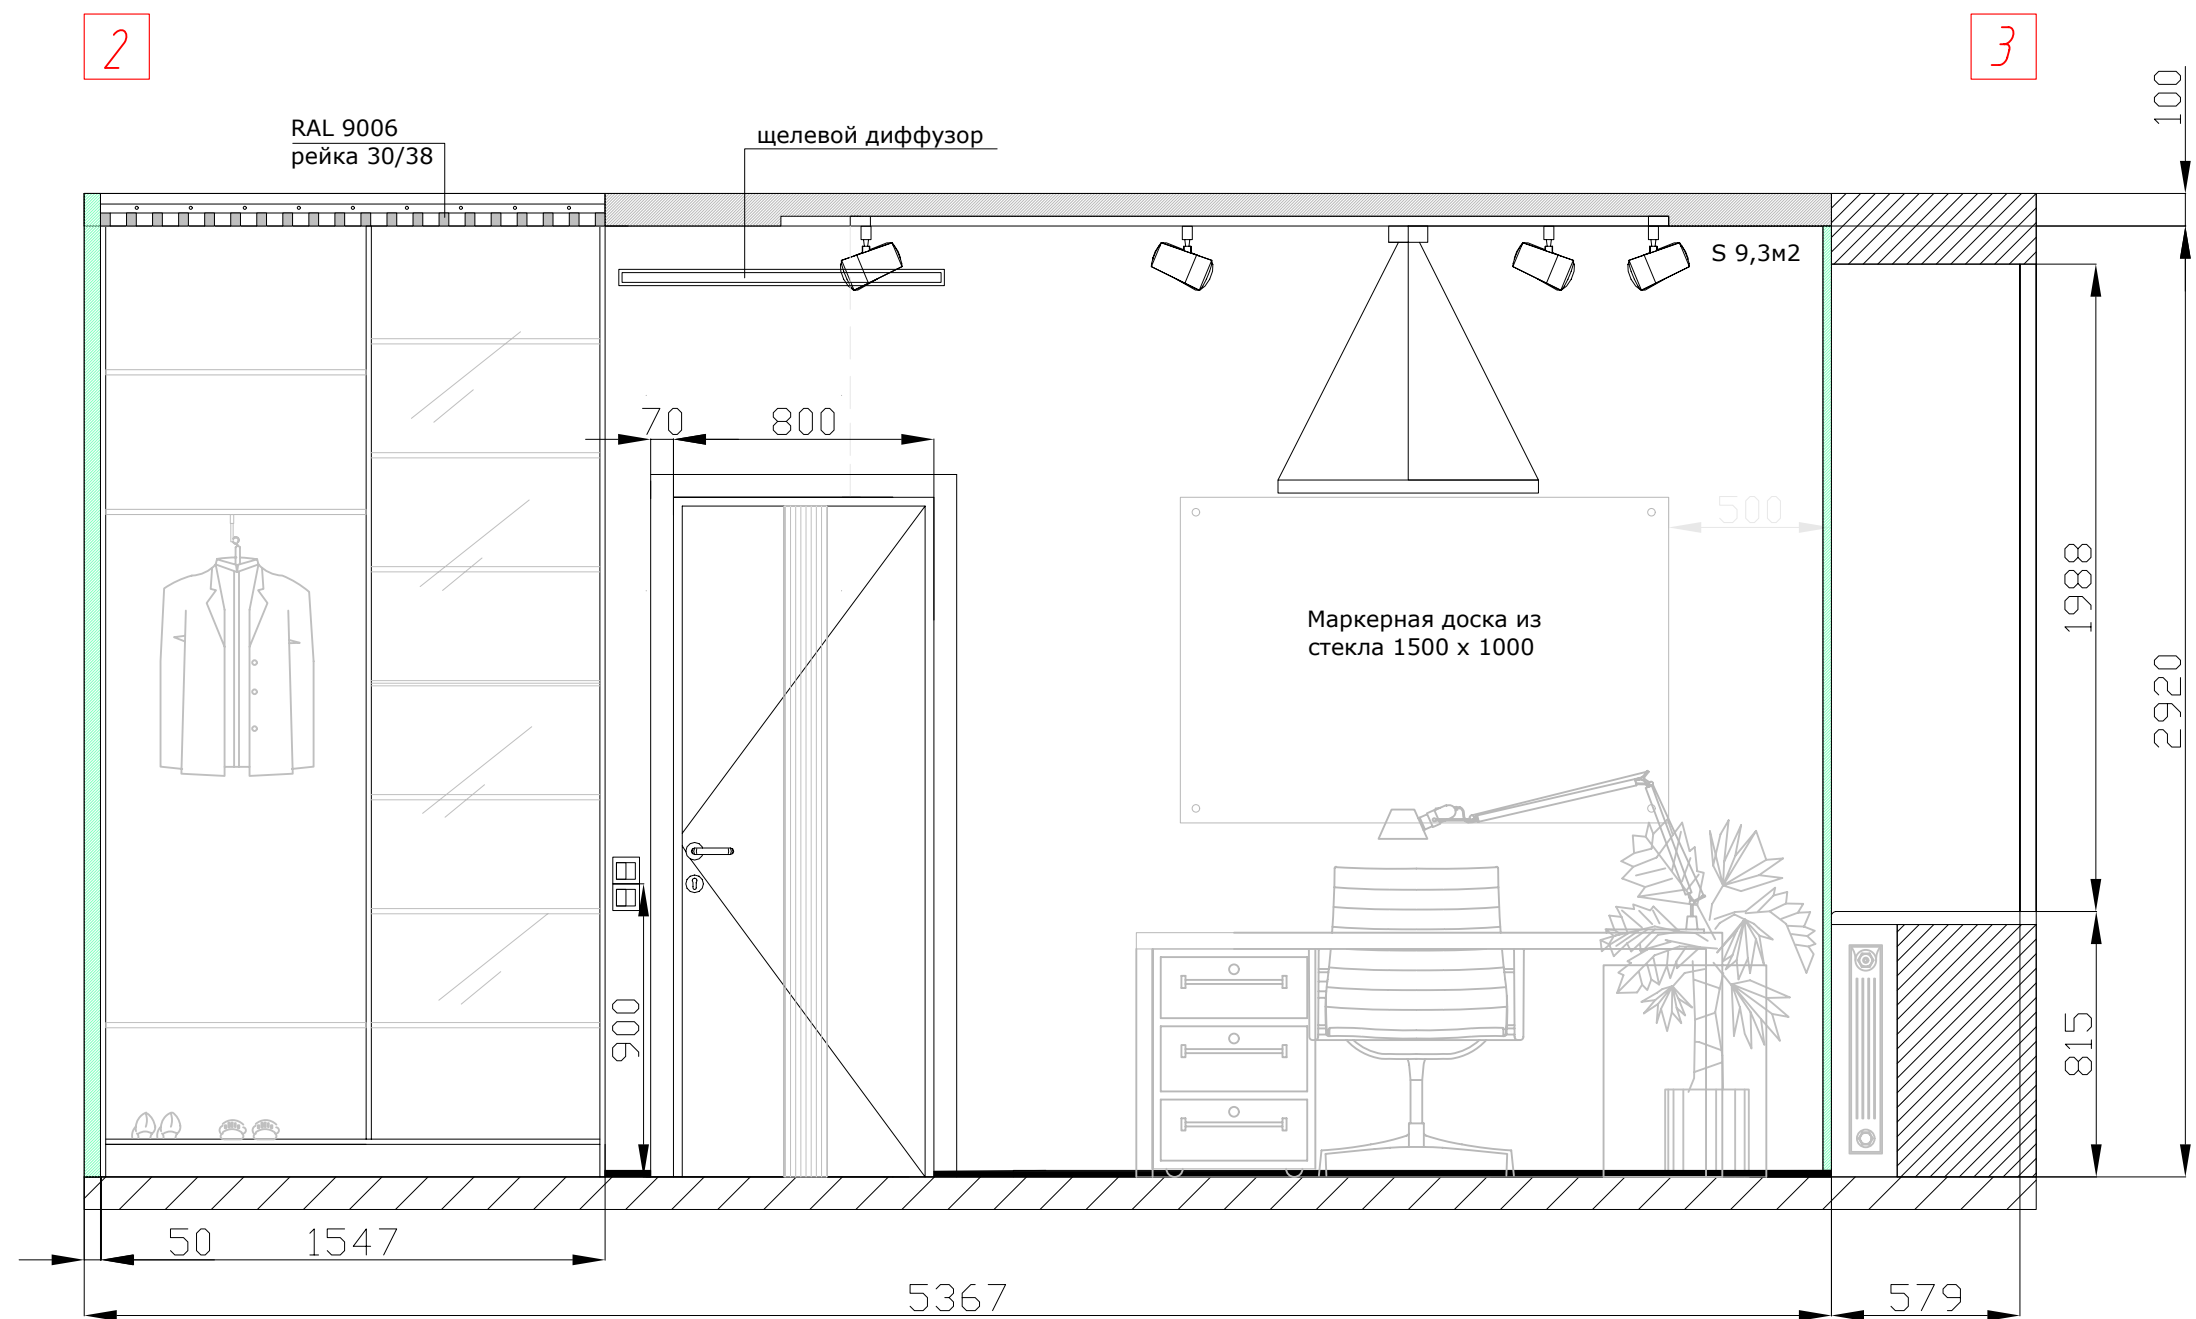 2
3
100
RAL 9006
рейка 30/38
щелевой диффузор
S 9,3м2
70
800
500
1988
Маркерная доска из
стекла 1500 х 1000
2920
900
815
50
1547
5367
579